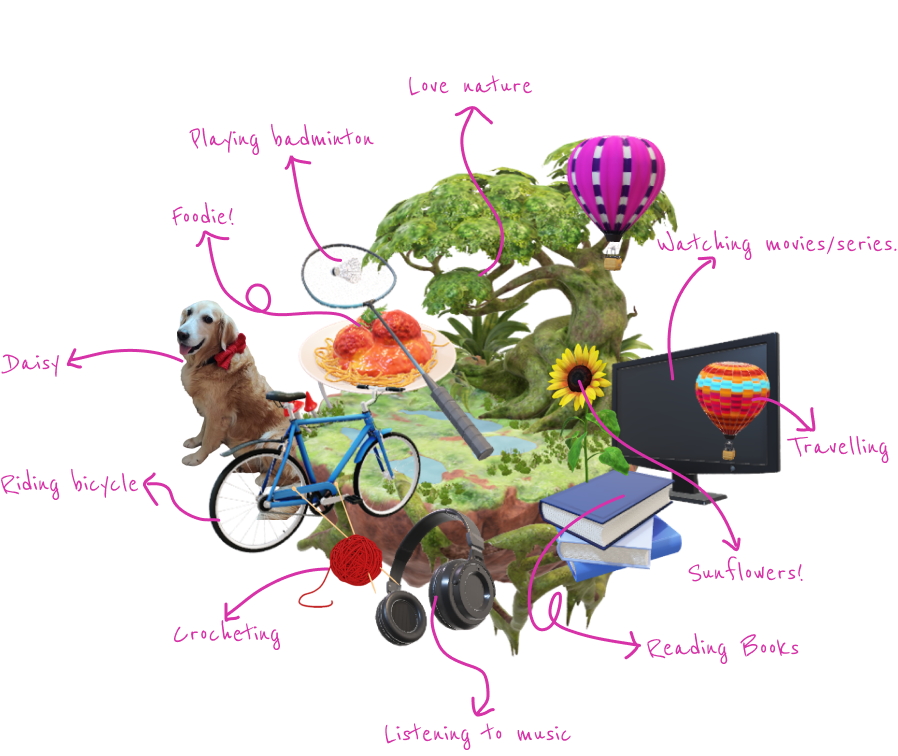 Love nature
Playing badminton
Foodie!
Watching movies/series.
Daisy
Travelling
Riding bicycle
Sunflowers!
Crocheting
Reading Books
Listening to music